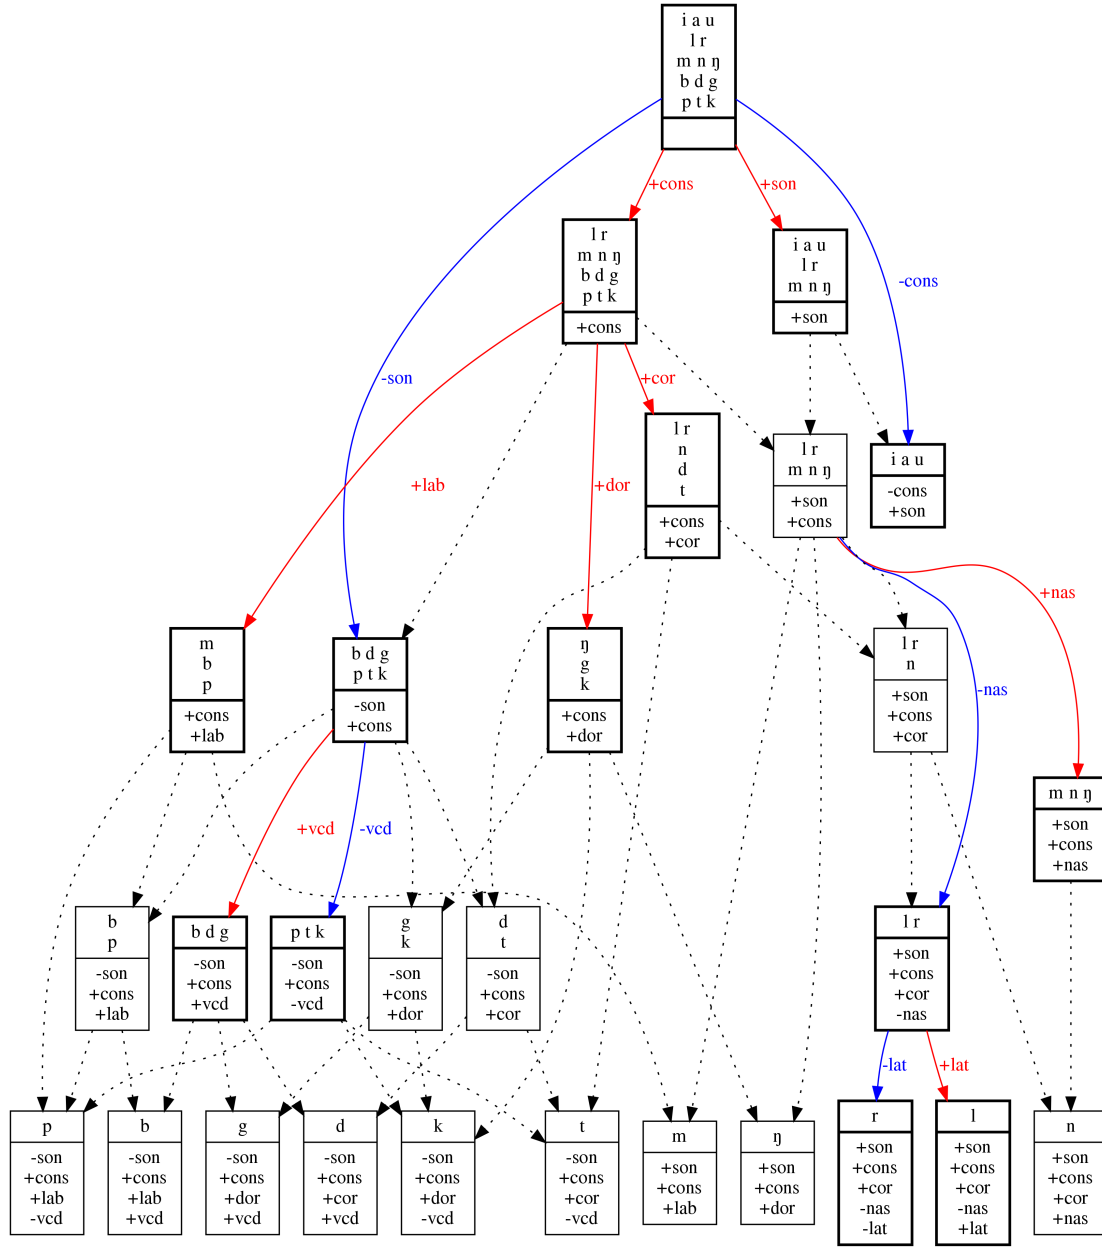 i a u
l r
m n ŋ
b d g
p t k
+cons
+son
l r
m n ŋ
b d g
p t k
+cons
i a u
l r
m n ŋ
+son
-cons
-son
+cor
+lab
+dor
l r
n
d
t
+cons
+cor
l r
m n ŋ
+son
+cons
i a u
-cons
+son
+nas
-nas
m
b
p
+cons
+lab
b d g
p t k
-son
+cons
ŋ
g
k
+cons
+dor
l r
n
+son
+cons
+cor
m n ŋ
+son
+cons
+nas
+vcd
-vcd
b
p
-son
+cons
+lab
b d g
-son
+cons
+vcd
p t k
-son
+cons
-vcd
g
k
-son
+cons
+dor
d
t
-son
+cons
+cor
l r
+son
+cons
+cor
-nas
-lat
+lat
p
-son
+cons
+lab
-vcd
b
-son
+cons
+lab
+vcd
g
-son
+cons
+dor
+vcd
d
-son
+cons
+cor
+vcd
k
-son
+cons
+dor
-vcd
t
-son
+cons
+cor
-vcd
m
+son
+cons
+lab
ŋ
+son
+cons
+dor
r
+son
+cons
+cor
-nas
-lat
l
+son
+cons
+cor
-nas
+lat
n
+son
+cons
+cor
+nas